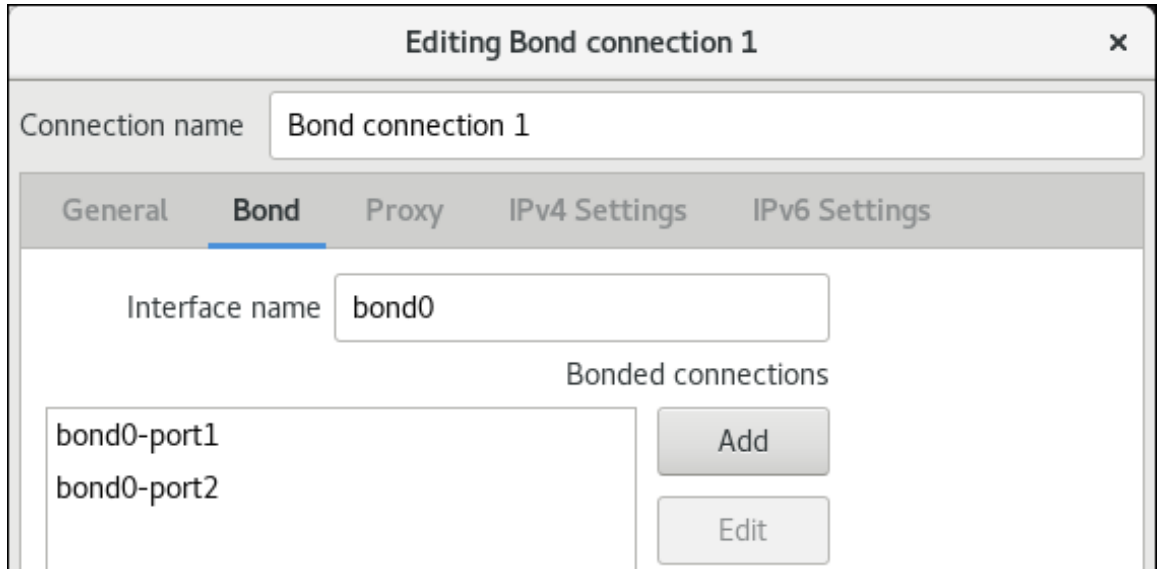 Editing Bond connection 1 ×
Connection name Bond connection 1
General Bond Proxy IPv4 Settings IPv6 Settings
Interface name bond0
Bonded connections
bond0-port1 Add
bond0-port2
Edit